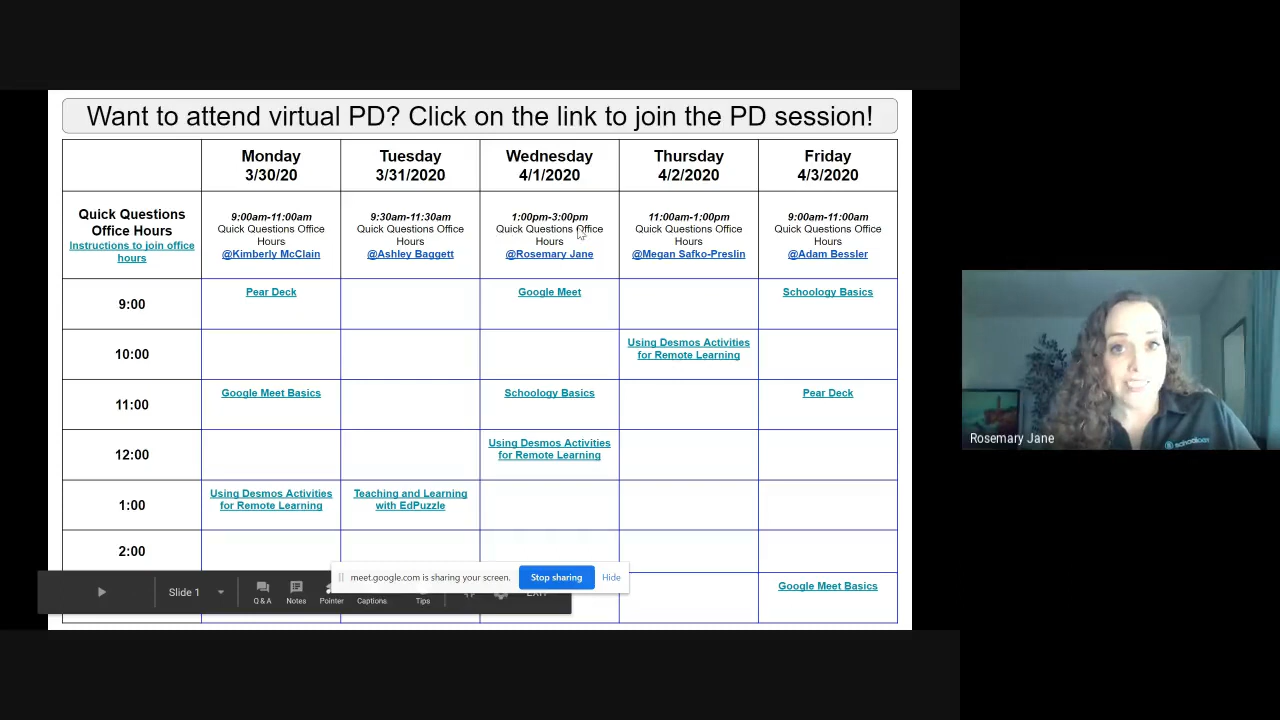 Want to attend virtual PD? Click on the link to join the PD session!
Monday
3/30/20
Tuesday
3/31/2020
Wednesday
4/1/2020
Thursday
4/2/2020
Friday
4/3/2020
Quick Questions
Office Hours
Instructions to join office
hours
9:00am-11:00am
Quick Questions Office
Hours
@Kimberly McClain
9:30am-11:30am
Quick Questions Office
Hours
@Ashley Baggett
1:00pm-3:00pm
Quick Questions Office
Hours
@Rosemary Jane
11:00am-1:00pm
Quick Questions Office
Hours
@Megan Safko-Preslin
9:00am-11:00am
Quick Questions Office
Hours
@Adam Bessler
9:00
Pear Deck
Google Meet
Schoology Basics
10:00
Using Desmos Activities
for Remote Learning
11:00
Google Meet Basics
Schoology Basics
Pear Deck
12:00
Using Desmos Activities
for Remote Learning
1:00
Using Desmos Activities
for Remote Learning
Teaching and Learning
with EdPuzzle
2:00
Google Meet Basics
meet.google.com is sharing your screen.
Stop sharing
Hide
Slide 1
Q & A
Notes
Pointer
Captions
Tips
EXIT
Rosemary Jane
schoology